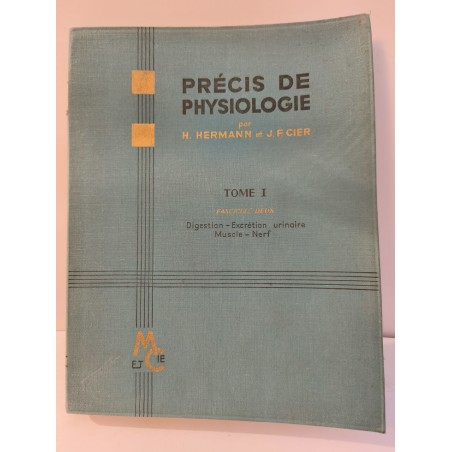 PRÉCIS DE
PHYSIOLOGIE
par
H. HERMANN et J. F. CIER
TOME I
Digestion - Excrétion urinaire
Muscle - Nerf
M
ET CIE